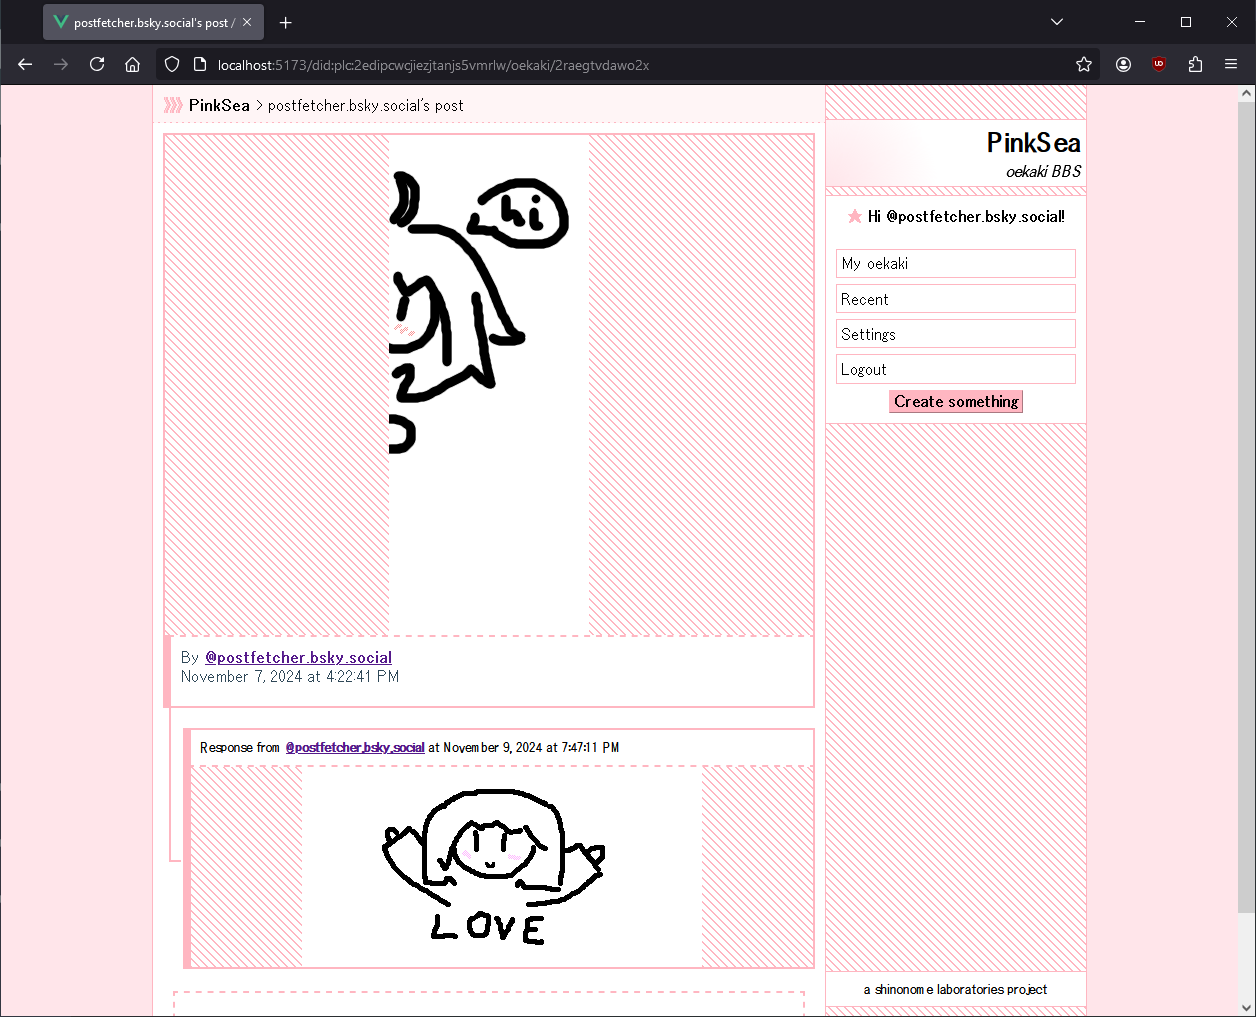 postfetcher.bsky.social's post /
localhost:5173/did:plc:2edipcwcjiezjtanjs5vmrlw/oekaki/2raegtvdawo2x
PinkSea > postfetcher.bsky.social's post
hi
By @postfetcher.bsky.social
November 7, 2024 at 4:22:41 PM
Response from @postfetcher.bsky.social at November 9, 2024 at 7:47:11 PM
LOVE
PinkSea
oekaki BBS
Hi @postfetcher.bsky.social!
My oekaki
Recent
Settings
Logout
Create something
a shinonome laboratories project